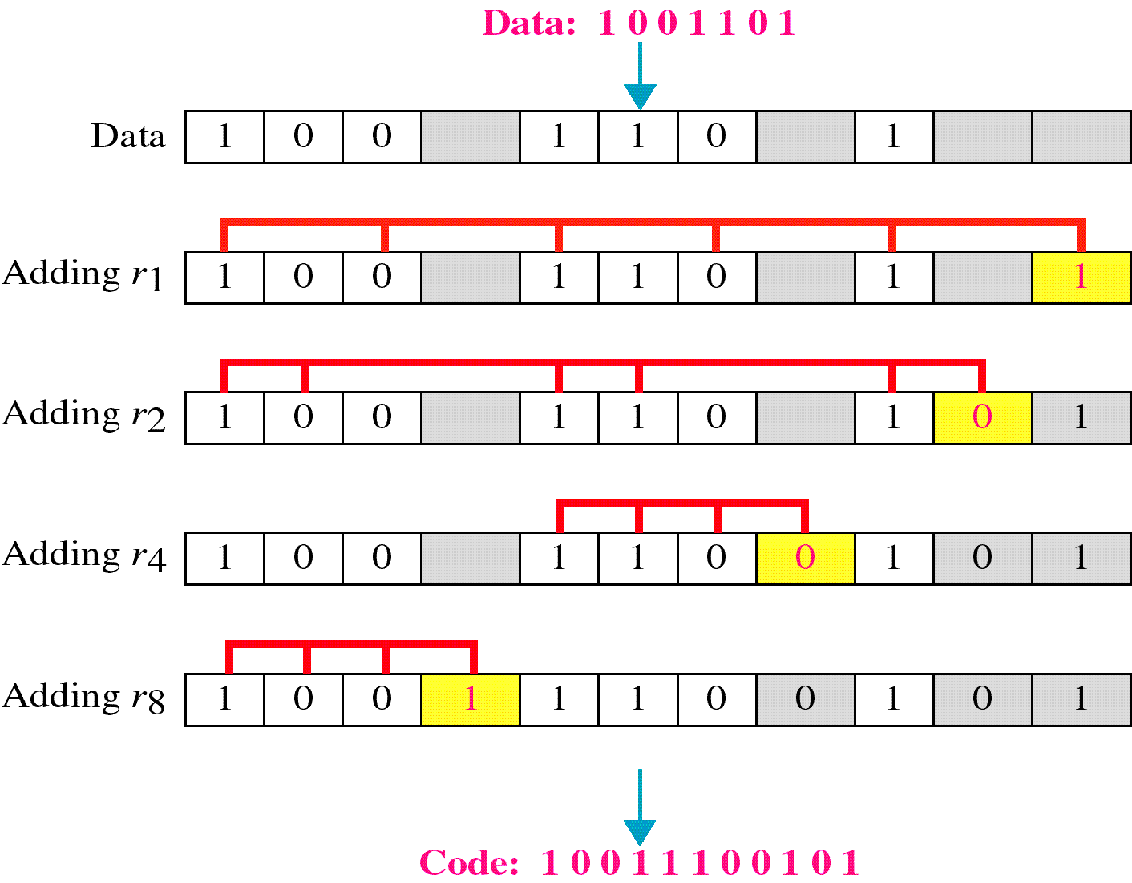 Data: 1 0 0 1 1 0 1
Data 1 0 0 1 1 0 1
Adding r1 1 0 0 1 1 0 1 1
Adding r2 1 0 0 1 1 0 1 0 1
Adding r4 1 0 0 1 1 0 0 1 0 1
Adding r8 1 0 0 1 1 1 0 0 1 0 1
Code: 1 0 0 1 1 1 0 0 1 0 1